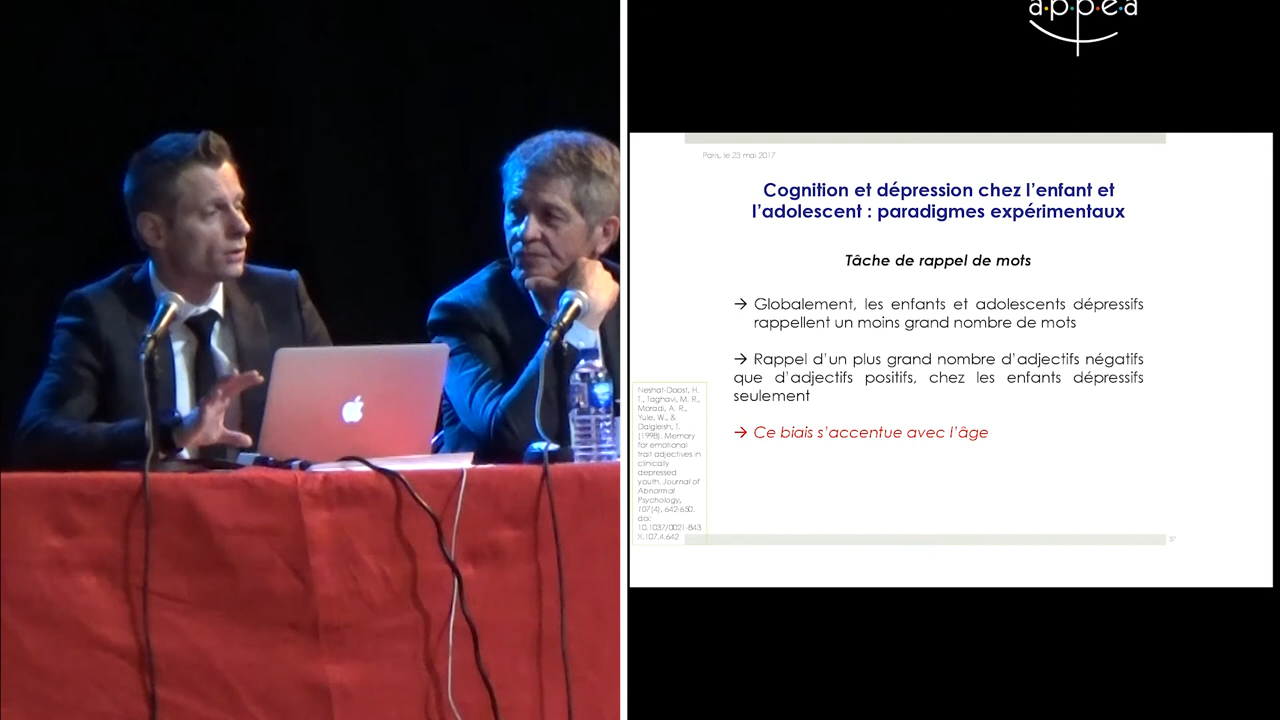 a·p·p·e·a
Paris, le 23 mai 2017
Cognition et dépression chez l'enfant et
l'adolescent : paradigmes expérimentaux
Tâche de rappel de mots
→ Globalement, les enfants et adolescents dépressifs
rappellent un moins grand nombre de mots
→ Rappel d'un plus grand nombre d'adjectifs négatifs
que d'adjectifs positifs, chez les enfants dépressifs
seulement
→ Ce biais s'accentue avec l'âge
Neshat-Doost, H.
T., Taghavi, M. R.,
Moradi, A. R.,
Yule, W., &
Dalgleish, T.
(1998). Memory
for emotional
trait adjectives in
clinically
depressed
youth. Journal of
Abnormal
Psychology,
107(4), 642-650.
doi:
10.1037/0021-843
X.107.4.642
37